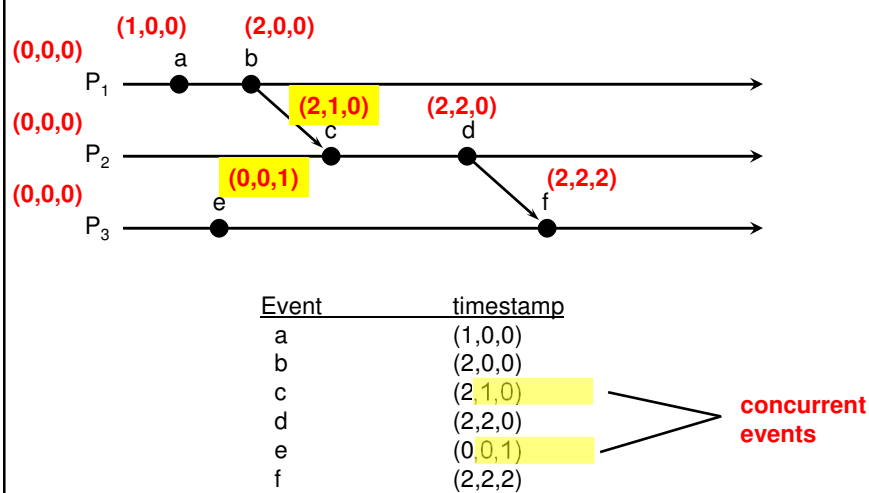 (1,0,0) (2,0,0)
(0,0,0) a b
P1
(2,1,0) (2,2,0)
(0,0,0) c d
P2
(0,0,1) (2,2,2)
(0,0,0) e f
P3
Event timestamp
a (1,0,0)
b (2,0,0)
c (2,1,0)
d (2,2,0)
e (0,0,1)
f (2,2,2)
concurrent
events